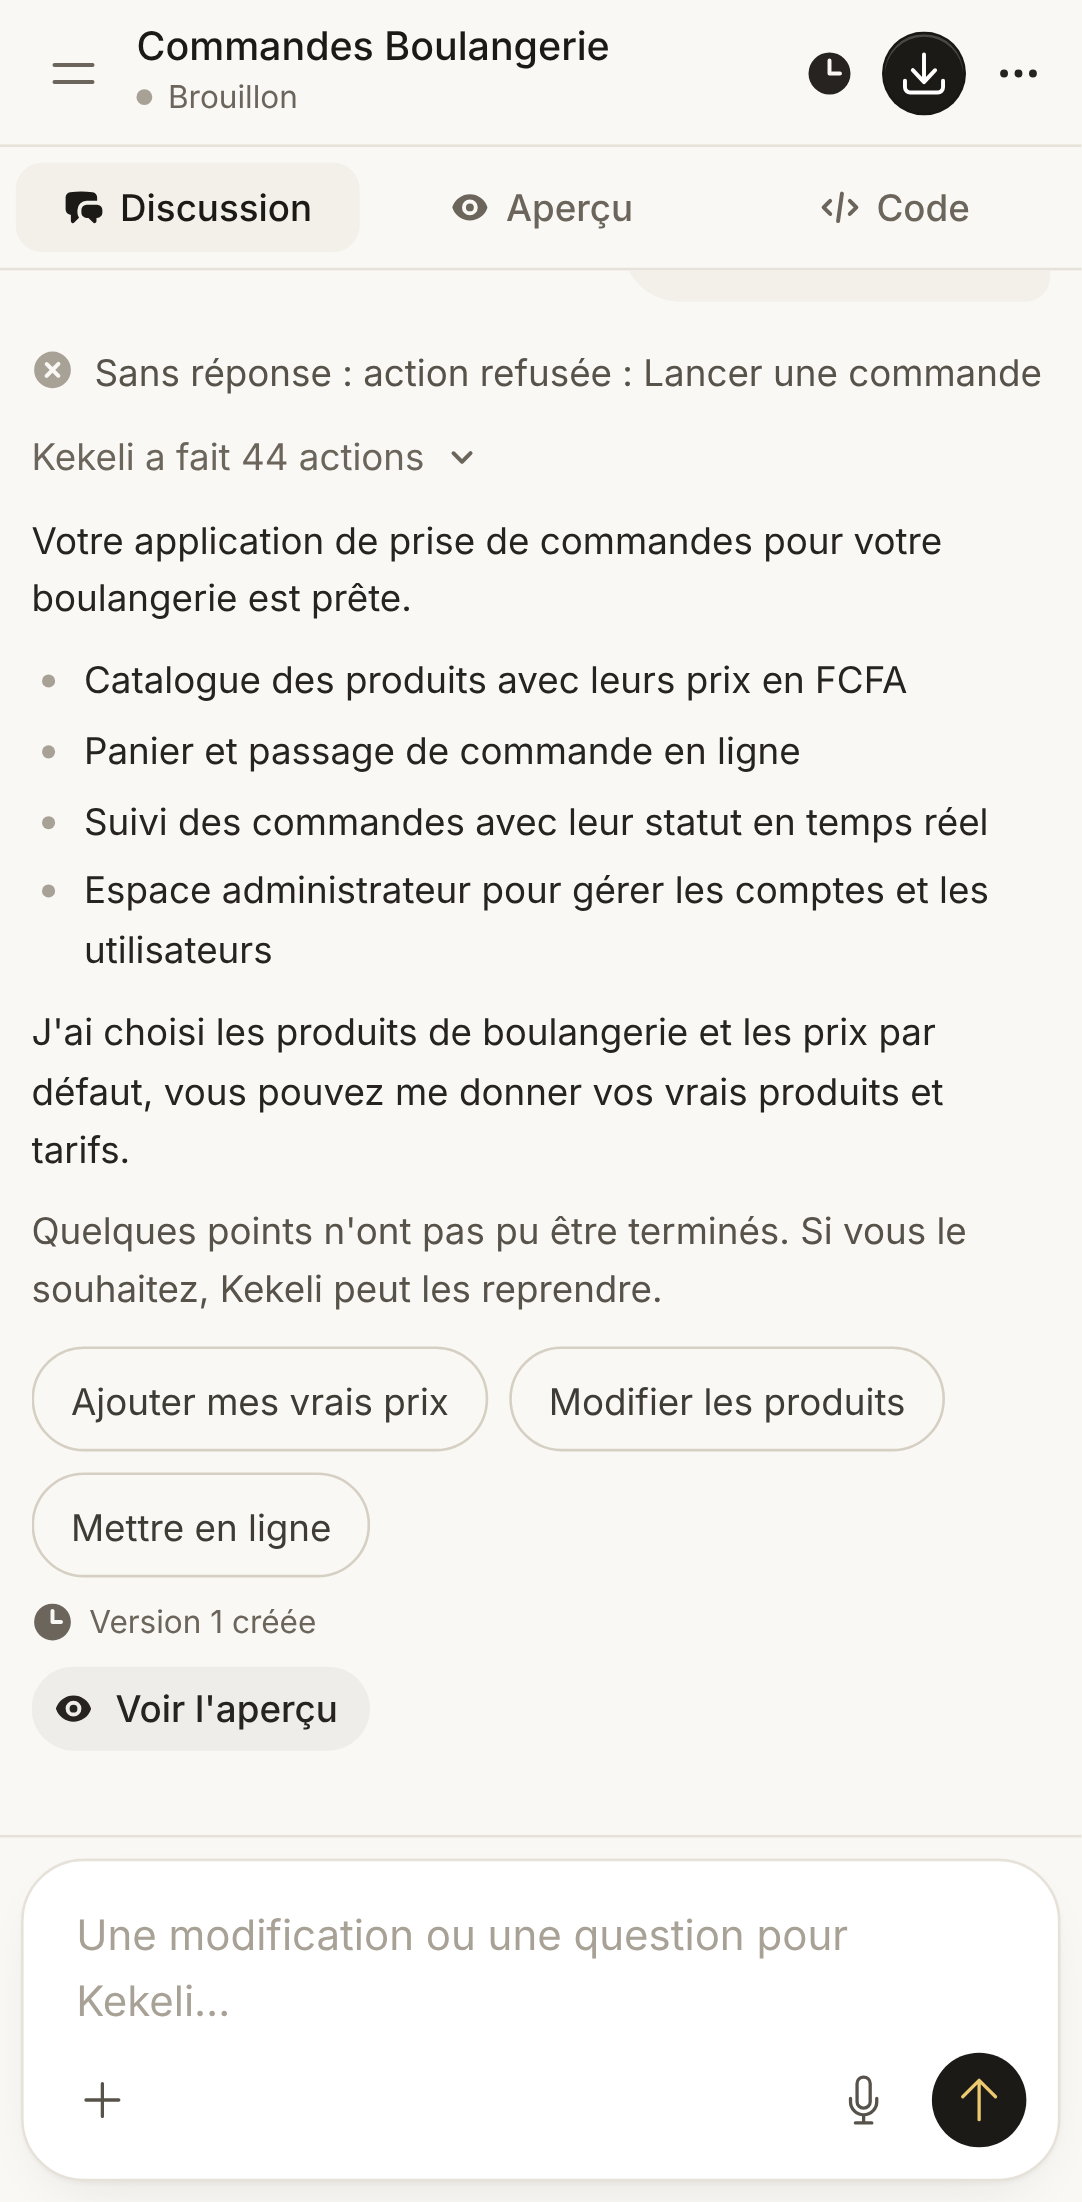 Commandes Boulangerie
Brouillon
Discussion
Aperçu
Code
Sans réponse : action refusée : Lancer une commande
Kekeli a fait 44 actions
Votre application de prise de commandes pour votre
boulangerie est prête.
Catalogue des produits avec leurs prix en FCFA
Panier et passage de commande en ligne
Suivi des commandes avec leur statut en temps réel
Espace administrateur pour gérer les comptes et les
utilisateurs
J'ai choisi les produits de boulangerie et les prix par
défaut, vous pouvez me donner vos vrais produits et
tarifs.
Quelques points n'ont pas pu être terminés. Si vous le
souhaitez, Kekeli peut les reprendre.
Ajouter mes vrais prix
Modifier les produits
Mettre en ligne
Version 1 créée
Voir l'aperçu
Une modification ou une question pour
Kekeli...